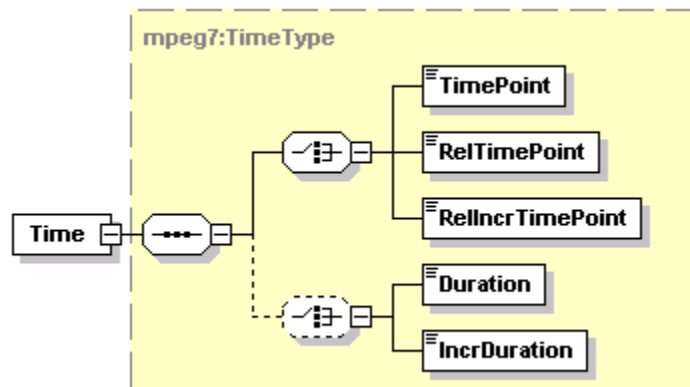 mpeg7:TimeType
TimePoint
RelTimePoint
RelIncrTimePoint
Time
Duration
IncrDuration